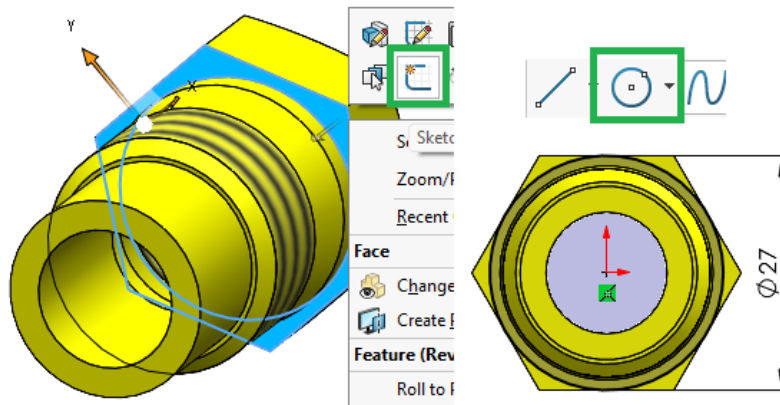 Y
X
Sketc
Zoom/
Recent
Face
Change
Create
Feature (Rev
Roll to
Ø27